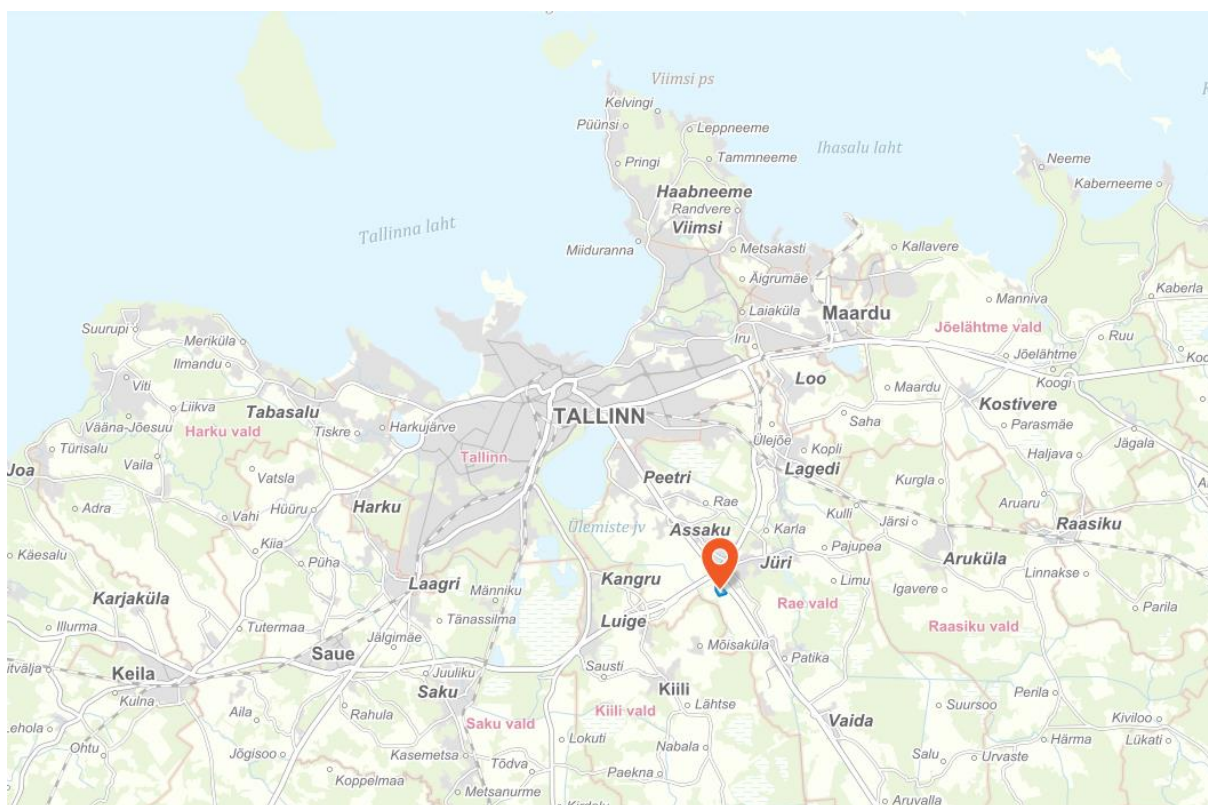 Viimsi ps
Kelvingi
Püünsi
Leppneeme
Pringi
Tammneeme
Ihasalu laht
Neeme
Kaberneeme
Haabneeme
Randvere
Viimsi
Tallinna laht
Miiduranna
Metsakasti
Kallavere
Äigrumäe
Kaberla
Manniva
Laiaküla
Maardu
Jõelähtme vald
Suurupi
Meriküla
Iru
Ruu
Jõelähtme
Ilmandu
Koogi
Viti
Loo
Maardu
Liikva
Tabasalu
Kostivere
Vääna-Jõesuu
Harku vald
Tiskre
Harkujärve
TALLINN
Saha
Parasmäe
Ülejõe
Türisalu
Kopli
Jägala
Vaila
Tallinn
Haljava
Joa
Vatsla
Peetri
Lagedi
Kurgla
Adra
Hüüru
Harku
Rae
Aruaru
Vahi
Kulli
Järsi
Raasiku
Ülemiste jv
Assaku
Karla
Kiia
Käesalu
Püha
Pajupea
Aruküla
Jüri
Linnakse
Laagri
Männiku
Kangru
Limu
Igavere
Karjaküla
Rae vald
Parila
Tänassilma
Luige
Raasiku vald
Illurma
Tutermaa
Jälgimäe
Mõisaküla
Saue
Patika
Keila
Juuliku
Sausti
Kiili
Perila
Kulna
Saku
Lähtse
Suursoo
Aila
Rahula
Saku vald
Kiili vald
Vaida
Kiviloo
Lokuti
Härma
Lükati
Ohtu
Jõgisoo
Kasemetsa
Nabala
Salu
Urvaste
Koppelmaa
Tõdva
Paekna
Metsanurme
Aruvalla